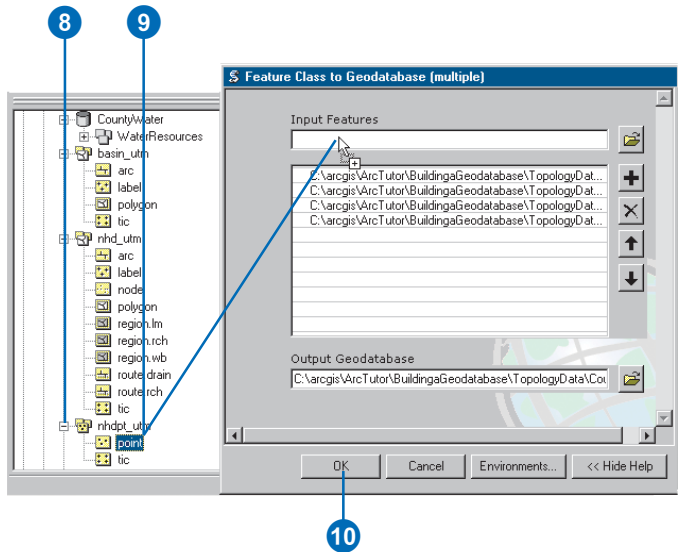 8
9
Feature Class to Geodatabase (multiple)
CountyWater
WaterResources
basin_utm
arc
label
polygon
tic
nhd_utm
arc
label
node
polygon
region.lm
region.rch
region.wb
route.drain
route.rch
tic
nhdpt_utm
point
tic
Input Features
C:\arcgis\ArcTutor\BuildingaGeodatabase\TopologyDat...
C:\arcgis\ArcTutor\BuildingaGeodatabase\TopologyDat...
C:\arcgis\ArcTutor\BuildingaGeodatabase\TopologyDat...
C:\arcgis\ArcTutor\BuildingaGeodatabase\TopologyDat...
Output Geodatabase
C:\arcgis\ArcTutor\BuildingaGeodatabase\TopologyData\Cou
OK
Cancel
Environments...
<< Hide Help
10